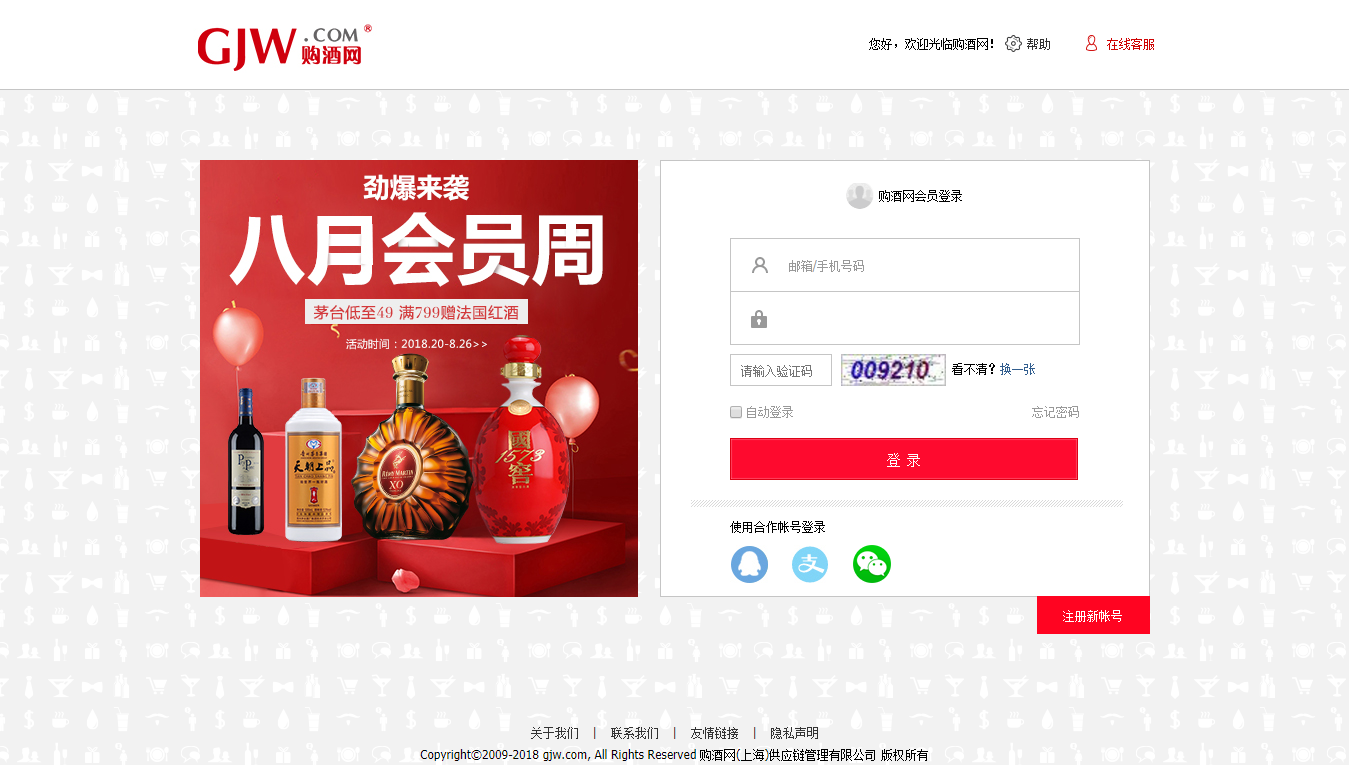 GJW.COM®
购酒网
您好，欢迎光临购酒网！ 帮助 在线客服
劲爆来袭
八月会员周
茅台低至49 满799赠法国红酒
活动时间：2018.20-8.26>>
天朝上品
REMY MARTIN
XO
國窖
1573
购酒网会员登录
邮箱/手机号码
请输入验证码 009210 看不清？换一张
自动登录 忘记密码
登 录
使用合作帐号登录
支
注册新帐号
关于我们 | 联系我们 | 友情链接 | 隐私声明
Copyright©2009-2018 gjw.com, All Rights Reserved 购酒网(上海)供应链管理有限公司 版权所有